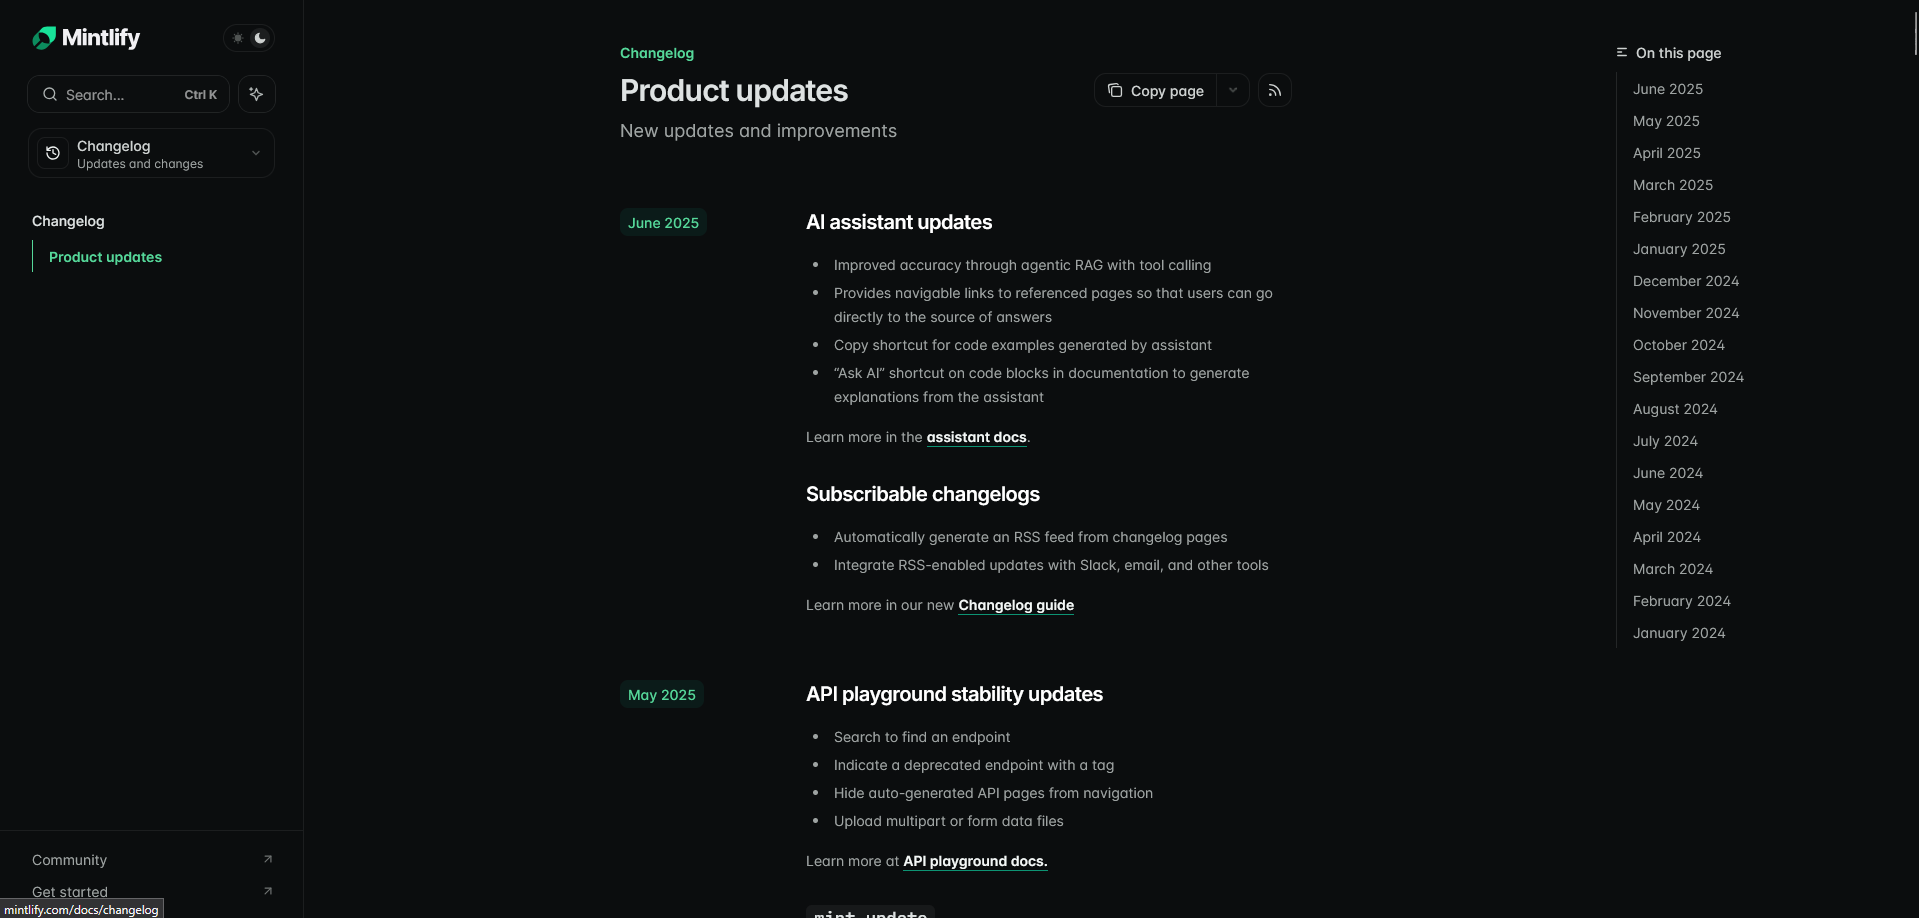 Mintlify
Search...
Ctrl K
Changelog
Updates and changes
Changelog
Product updates
Community
Get started
mintlify.com/docs/changelog
Changelog
Product updates
Copy page
New updates and improvements
June 2025
AI assistant updates
Improved accuracy through agentic RAG with tool calling
Provides navigable links to referenced pages so that users can go
directly to the source of answers
Copy shortcut for code examples generated by assistant
“Ask AI” shortcut on code blocks in documentation to generate
explanations from the assistant
Learn more in the assistant docs.
Subscribable changelogs
Automatically generate an RSS feed from changelog pages
Integrate RSS-enabled updates with Slack, email, and other tools
Learn more in our new Changelog guide
May 2025
API playground stability updates
Search to find an endpoint
Indicate a deprecated endpoint with a tag
Hide auto-generated API pages from navigation
Upload multipart or form data files
Learn more at API playground docs.
mint update
On this page
June 2025
May 2025
April 2025
March 2025
February 2025
January 2025
December 2024
November 2024
October 2024
September 2024
August 2024
July 2024
June 2024
May 2024
April 2024
March 2024
February 2024
January 2024